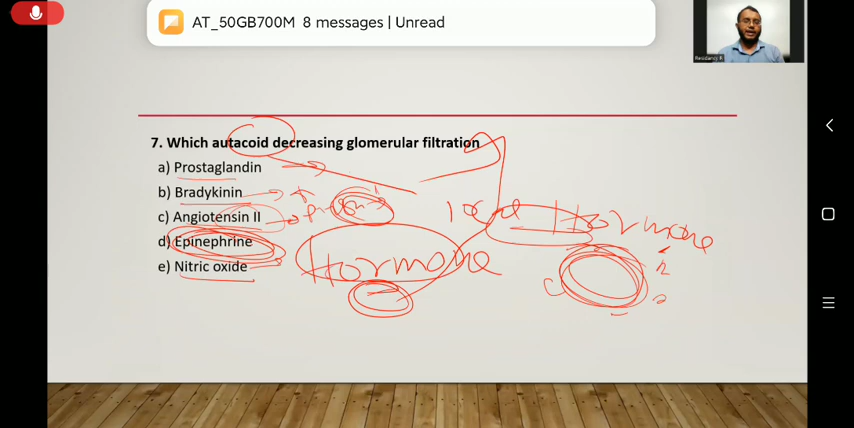 AT_50GB700M 8 messages | Unread
Residency R
7. Which autacoid decreasing glomerular filtration
a) Prostaglandin
b) Bradykinin
c) Angiotensin II
d) Epinephrine
e) Nitric oxide
local Hormone
Hormone